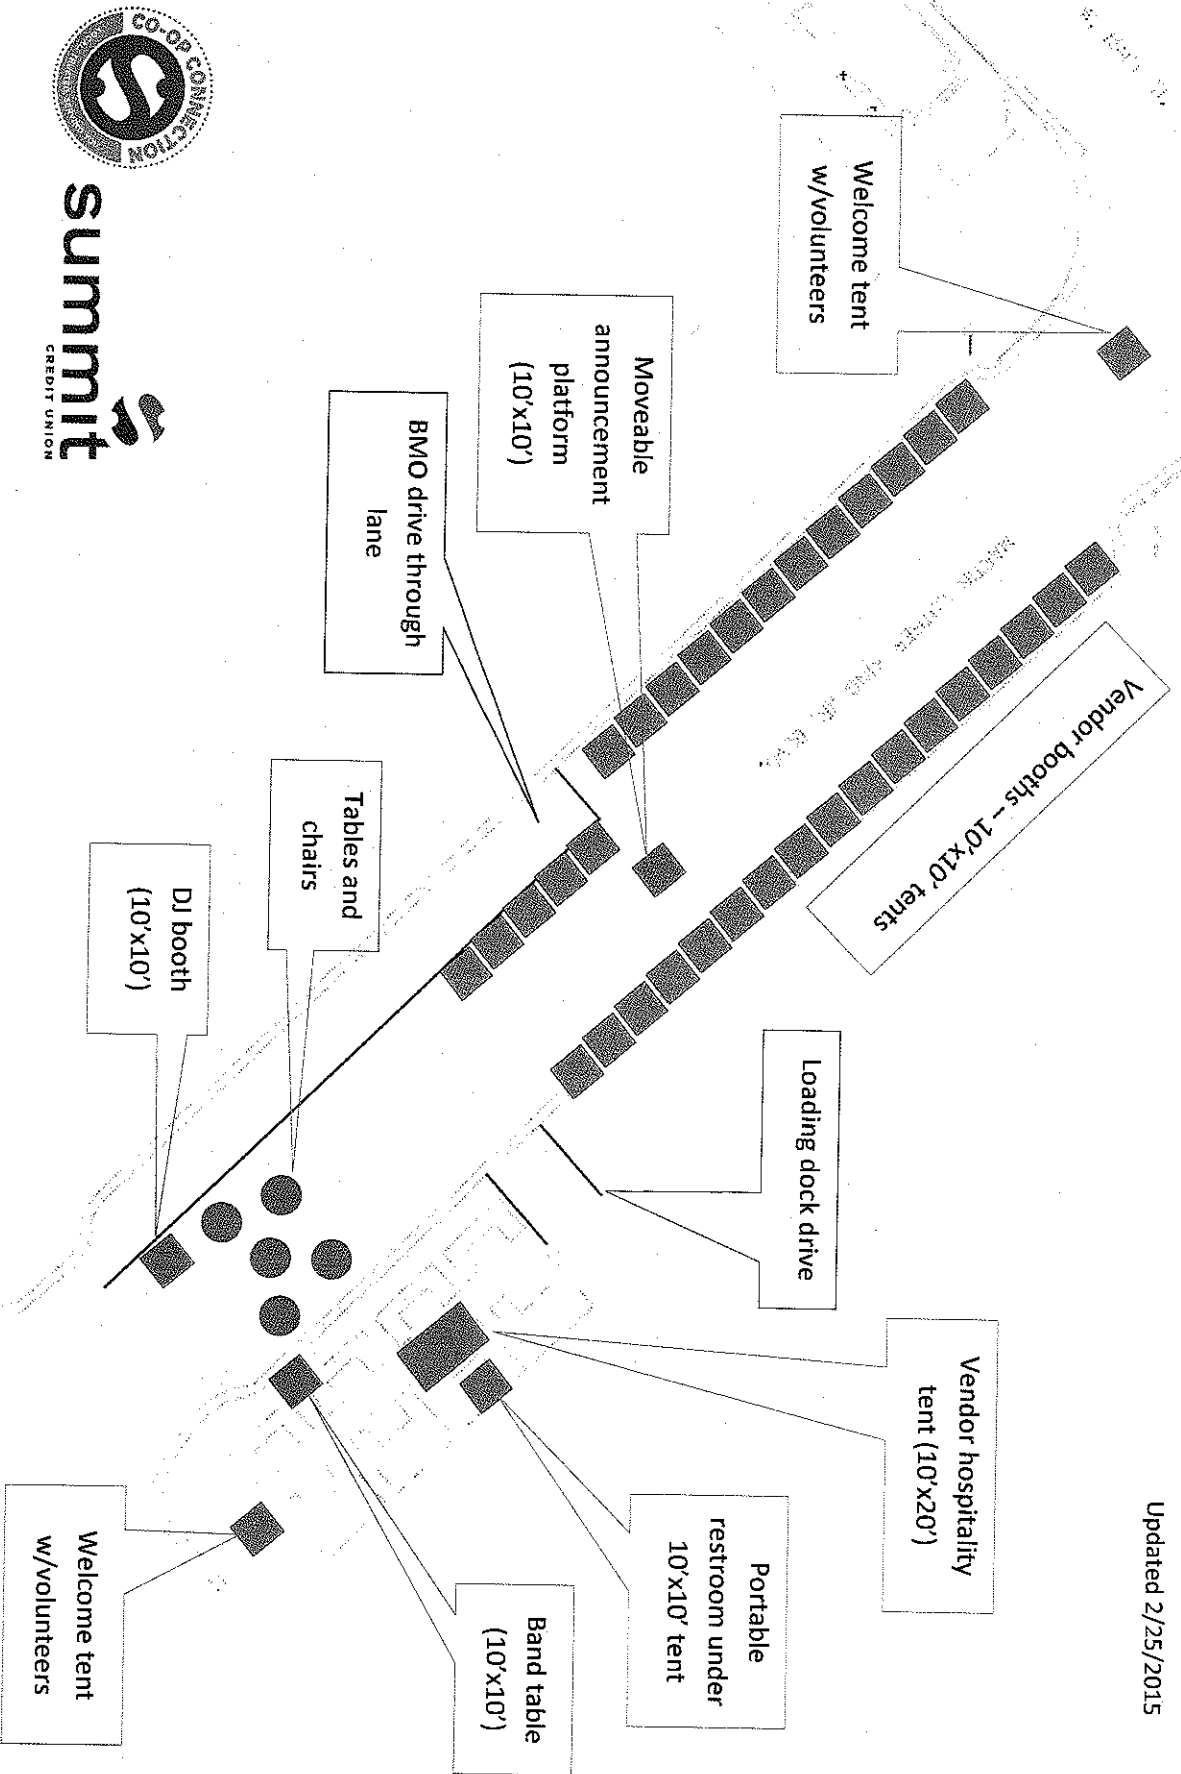 Updated 2/25/2015
W. Main St.
Welcome tent
w/volunteers
Vendor booths – 10'x10' tents
Moveable
announcement
platform
(10'x10')
BMO drive through
lane
Loading dock drive
Vendor hospitality
tent (10'x20')
Tables and
chairs
Portable
restroom under
10'x10' tent
DJ booth
(10'x10')
Band table
(10'x10')
Welcome tent
w/volunteers
CO-OP CONNECTION
summit
CREDIT UNION